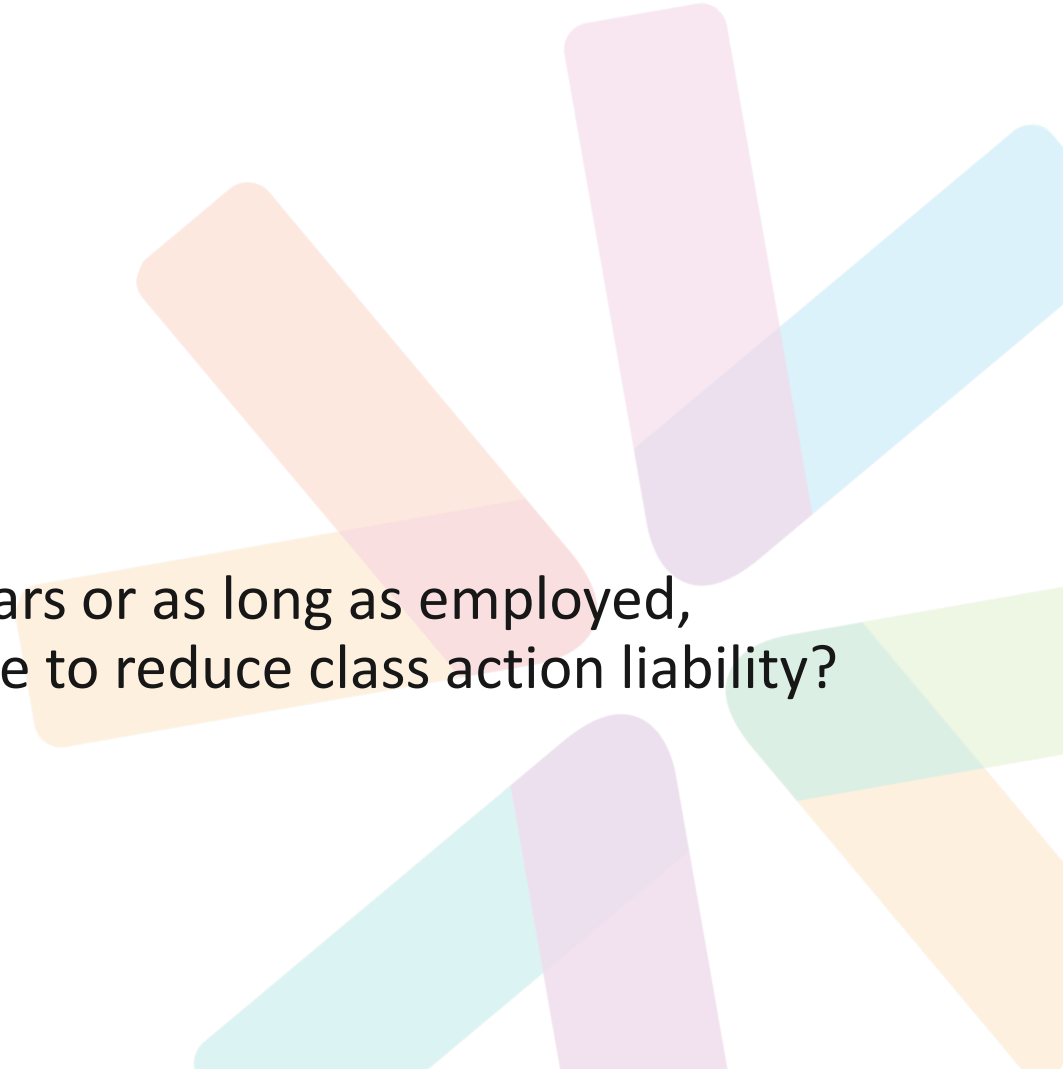 ars or as long as employed,
e to reduce class action liability?